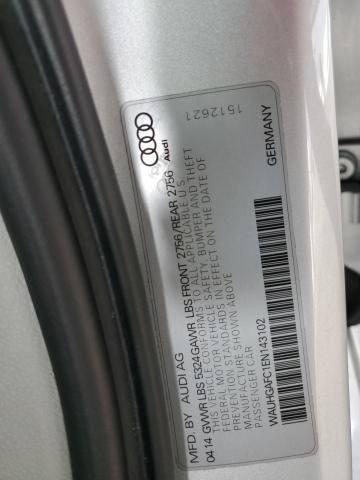 1512621
Audi
MFD. BY AUDI AG
04 14 GWWR LBS 5324 GAWR LBS FRONT 2756/REAR 2756
THIS VEHICLE CONFORMS TO ALL APPLICABLE U.S.
FEDERAL MOTOR VEHICLE SAFETY, BUMPER AND THEFT
PREVENTION STANDARDS IN EFFECT ON THE DATE OF
MANUFACTURE SHOWN ABOVE
PASSENGER CAR
WAUHGAFC1EN143102 GERMANY